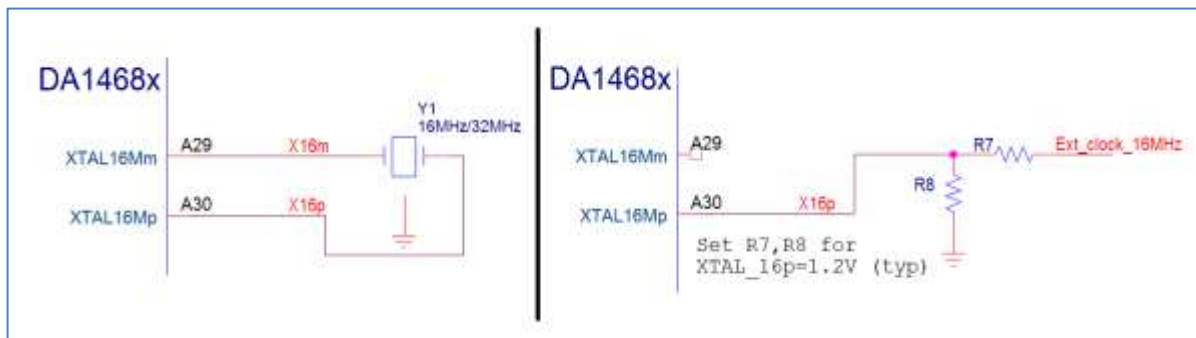 DA1468x
Y1
16MHz/32MHz
XTAL16Mm
A29
X16m
XTAL16Mp
A30
X16p
DA1468x
XTAL16Mm
A29
R7
Ext_clock_16MHz
R8
XTAL16Mp
A30
X16p
Set R7,R8 for
XTAL_16p=1.2V (typ)